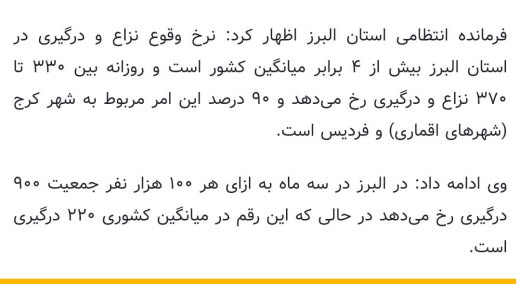 فرمانده انتظامی استان البرز اظهار کرد: نرخ وقوع نزاع و درگیری در
استان البرز بیش از ۴ برابر میانگین کشور است و روزانه بین ۳۳۰ تا
۳۷۰ نزاع و درگیری رخ می‌دهد و ۹۰ درصد این امر مربوط به شهر کرج
(شهرهای اقماری) و فردیس است.
وی ادامه داد: در البرز در سه ماه به ازای هر ۱۰۰ هزار نفر جمعیت ۹۰۰
درگیری رخ می‌دهد در حالی که این رقم در میانگین کشوری ۲۲۰ درگیری
است.